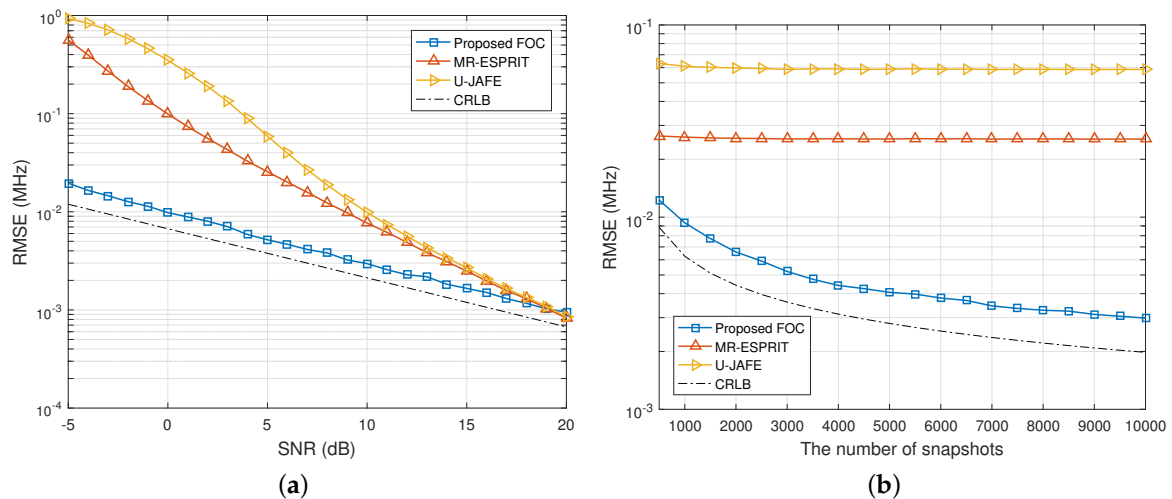 10^0
10^-1
10^-2
10^-3
10^-4
RMSE (MHz)
-5
0
5
10
15
20
SNR (dB)
Proposed FOC
MR-ESPRIT
U-JAFE
CRLB
(a)
10^-1
10^-2
10^-3
RMSE (MHz)
1000
2000
3000
4000
5000
6000
7000
8000
9000
10000
The number of snapshots
Proposed FOC
MR-ESPRIT
U-JAFE
CRLB
(b)